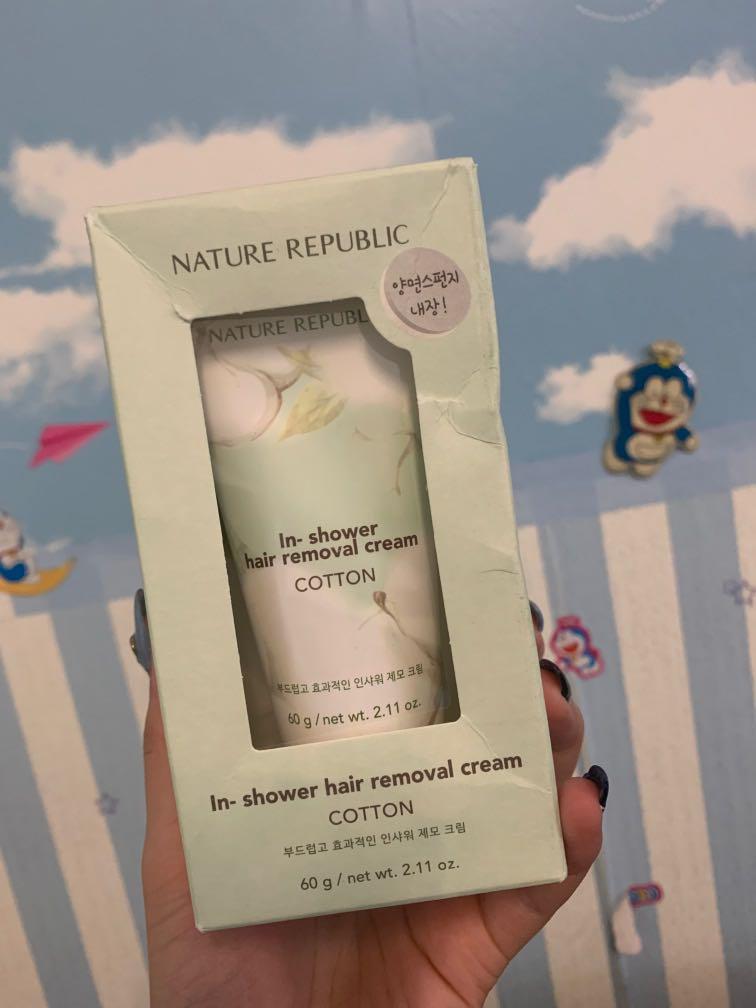 NATURE REPUBLIC
양면스펀지
내장!
NATURE REPUBL
In- shower
hair removal cream
COTTON
부드럽고 효과적인 인샤워 제모 크림
60 g / net wt. 2.11 oz.
In- shower hair removal cream
COTTON
부드럽고 효과적인 인샤워 제모 크림
60 g / net wt. 2.11 oz.